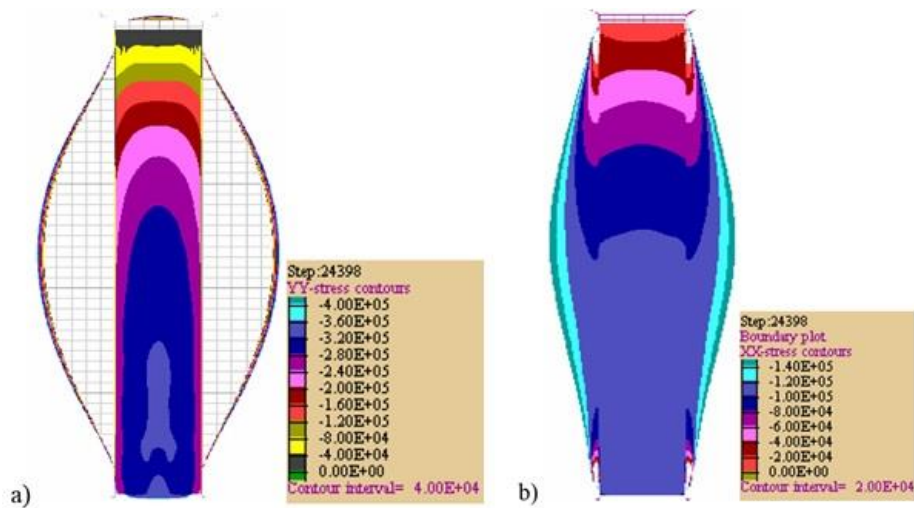 Step:24398
YY-stress contours
-4.00E+05
-3.60E+05
-3.20E+05
-2.80E+05
-2.40E+05
-2.00E+05
-1.60E+05
-1.20E+05
-8.00E+04
-4.00E+04
0.00E+00
Contour interval= 4.00E+04
a)
Step:24398
Boundary plot
XX-stress contours
-1.40E+05
-1.20E+05
-1.00E+05
-8.00E+04
-6.00E+04
-4.00E+04
-2.00E+04
0.00E+00
Contour interval= 2.00E+04
b)